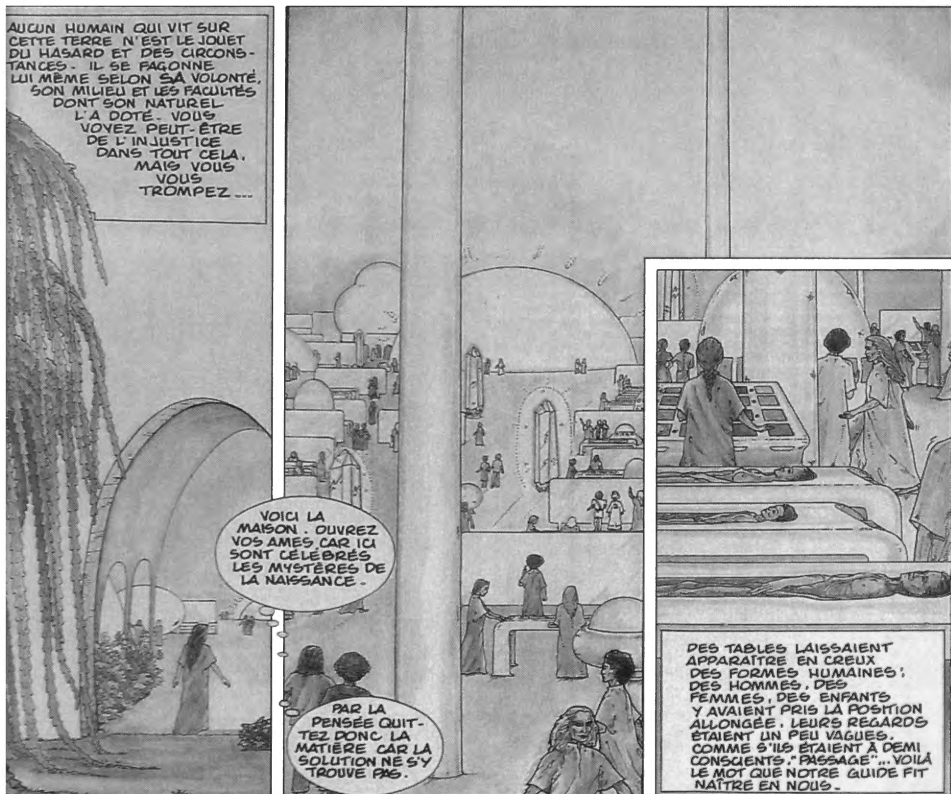 AUCUN HUMAIN QUI VIT SUR
CETTE TERRE N'EST LE JOUET
DU HASARD ET DES CIRCONS-
TANCES. IL SE FAÇONNE
LUI MÊME SELON SA VOLONTÉ,
SON MILIEU ET LES FACULTÉS
DONT SON NATUREL
L'A DOTÉ. VOUS
VOYEZ PEUT-ÊTRE
DE L'INJUSTICE
DANS TOUT CELA,
MAIS VOUS
VOUS
TROMPEZ...
VOICI LA
MAISON. OUVREZ
VOS AMES CAR ICI
SONT CÉLÉBRÉS
LES MYSTÈRES DE
LA NAISSANCE.
PAR LA
PENSÉE QUIT-
TEZ DONC LA
MATIÈRE CAR LA
SOLUTION NE S'Y
TROUVE PAS.
DES TABLES LAISSAIENT
APPARAÎTRE EN CREUX
DES FORMES HUMAINES :
DES HOMMES, DES
FEMMES, DES ENFANTS
Y AVAIENT PRIS LA POSITION
ALLONGÉE. LEURS REGARDS
ÉTAIENT UN PEU VAGUES,
COMME S'ILS ÉTAIENT À DEMI
CONSCIENTS. "PASSAGE"... VOILÀ
LE MOT QUE NOTRE GUIDE FIT
NAÎTRE EN NOUS.